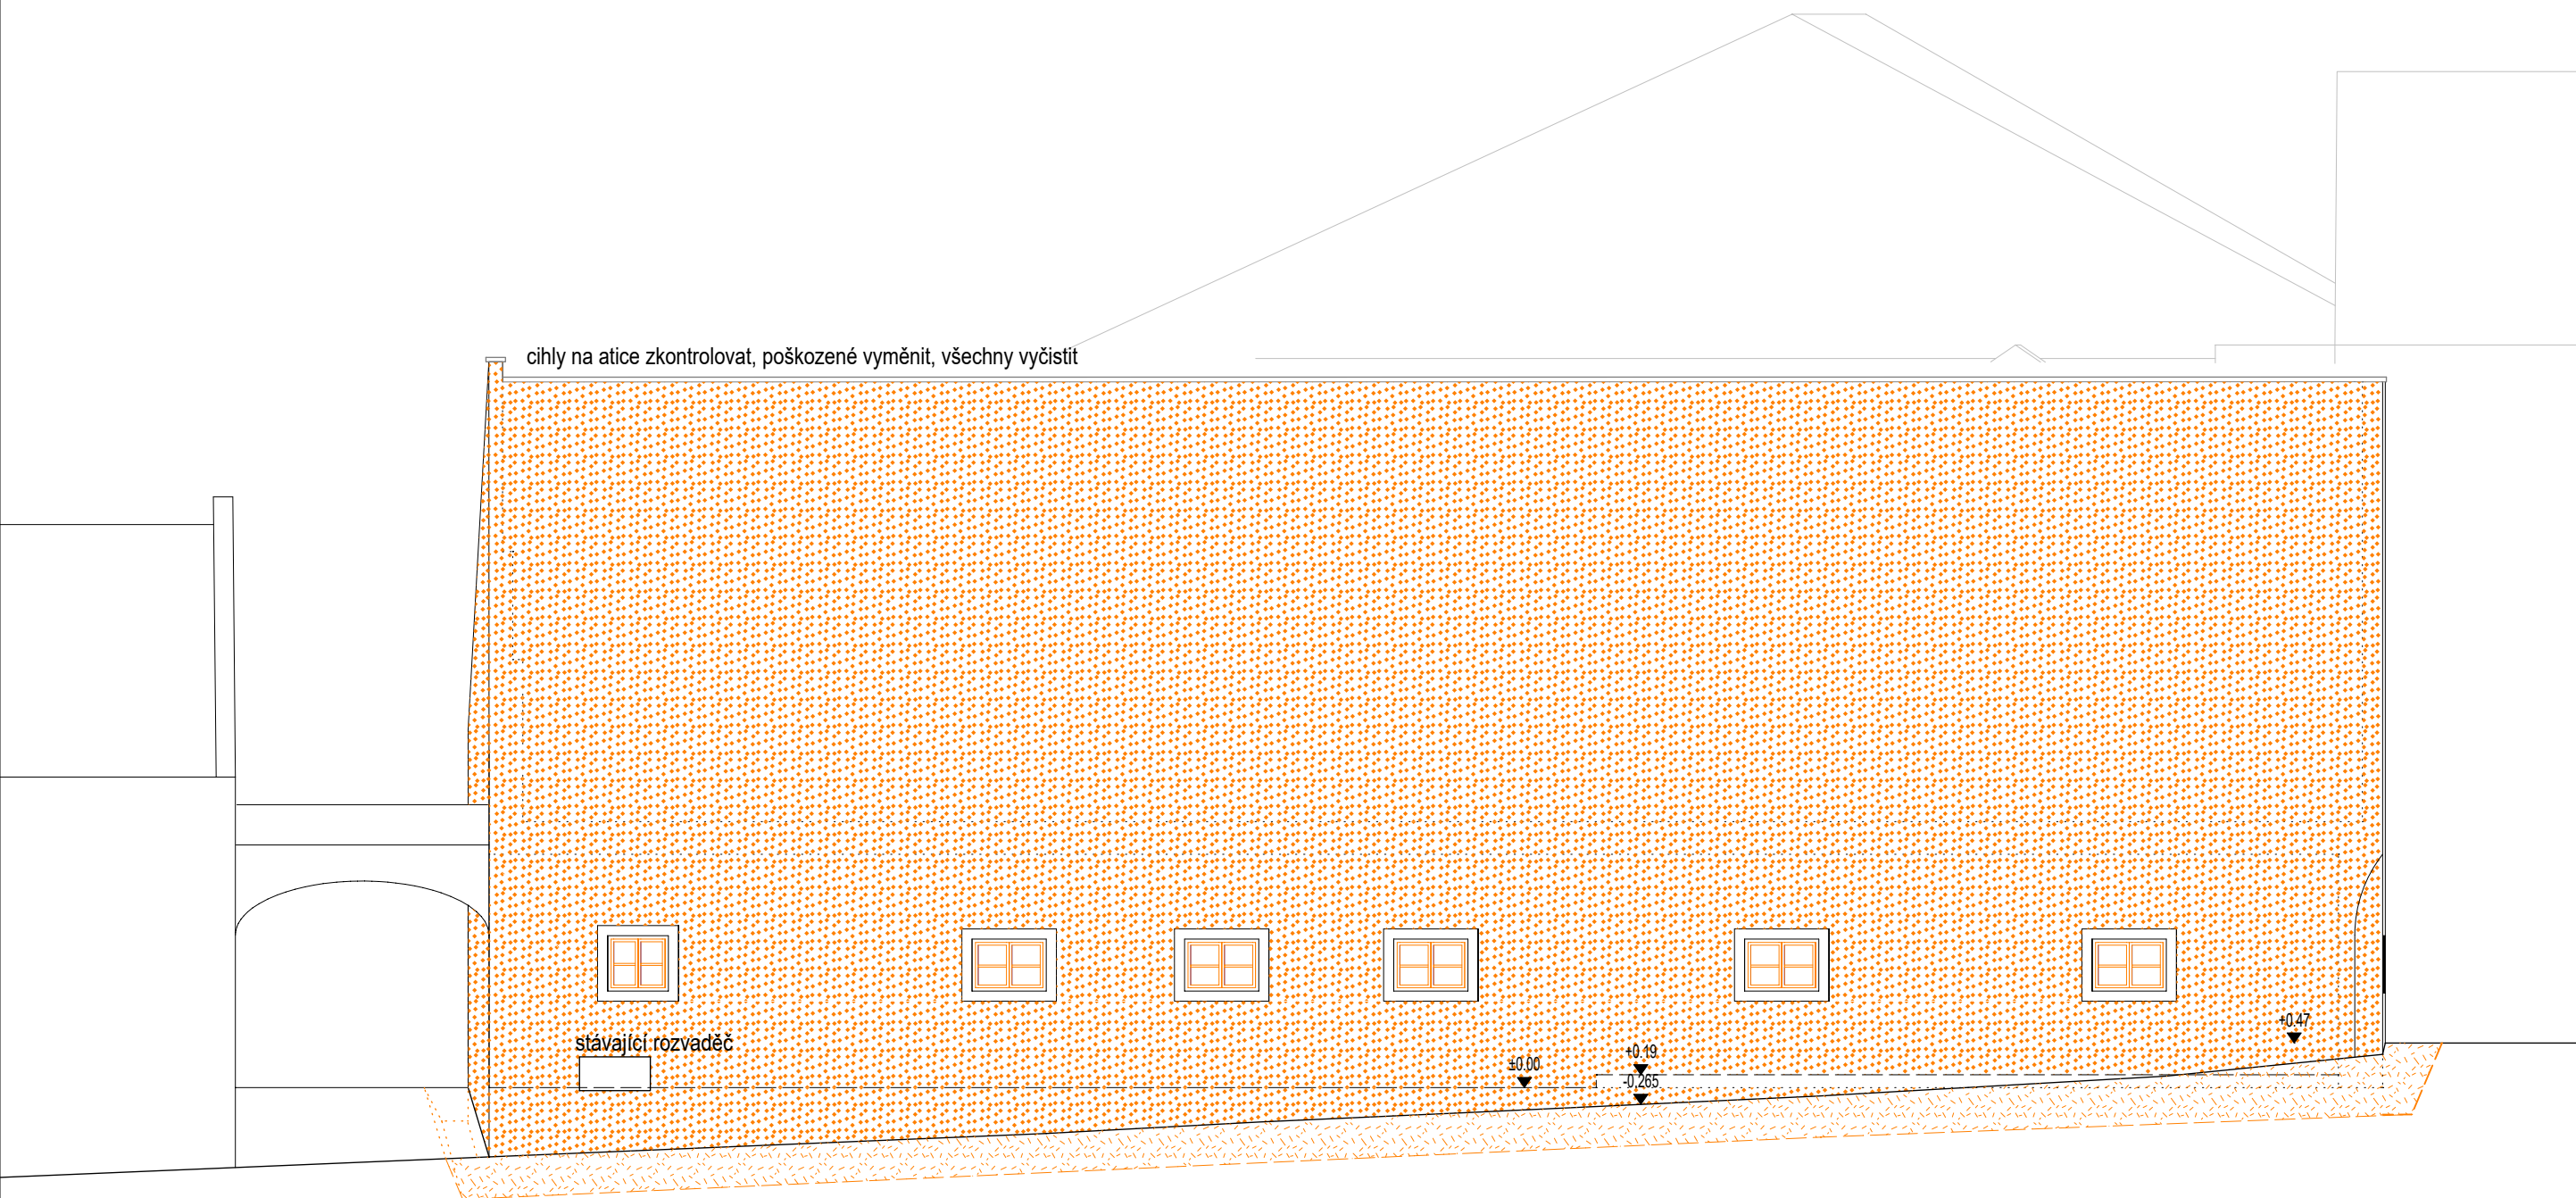 cihly na atice zkontrolovat, poškozené vyměnit, všechny vyčistit
stávající rozvaděč
±0.00
+0.19
-0,265
+0.47